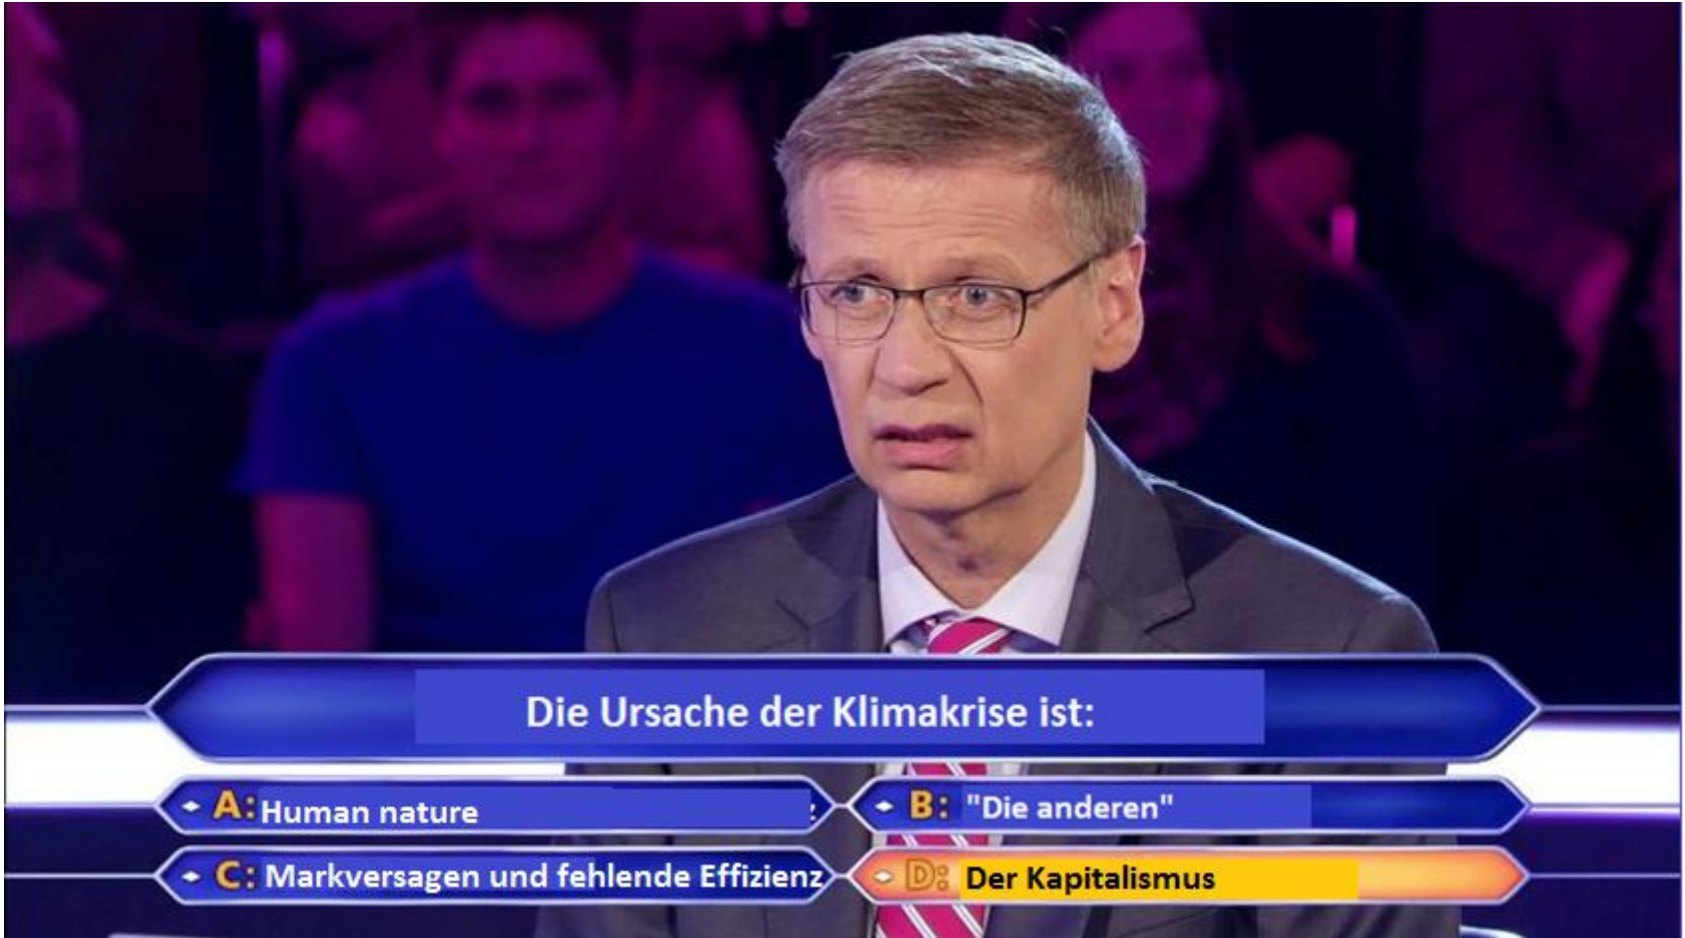 Die Ursache der Klimakrise ist:
A: Human nature
B: "Die anderen"
C: Markversagen und fehlende Effizienz
D: Der Kapitalismus